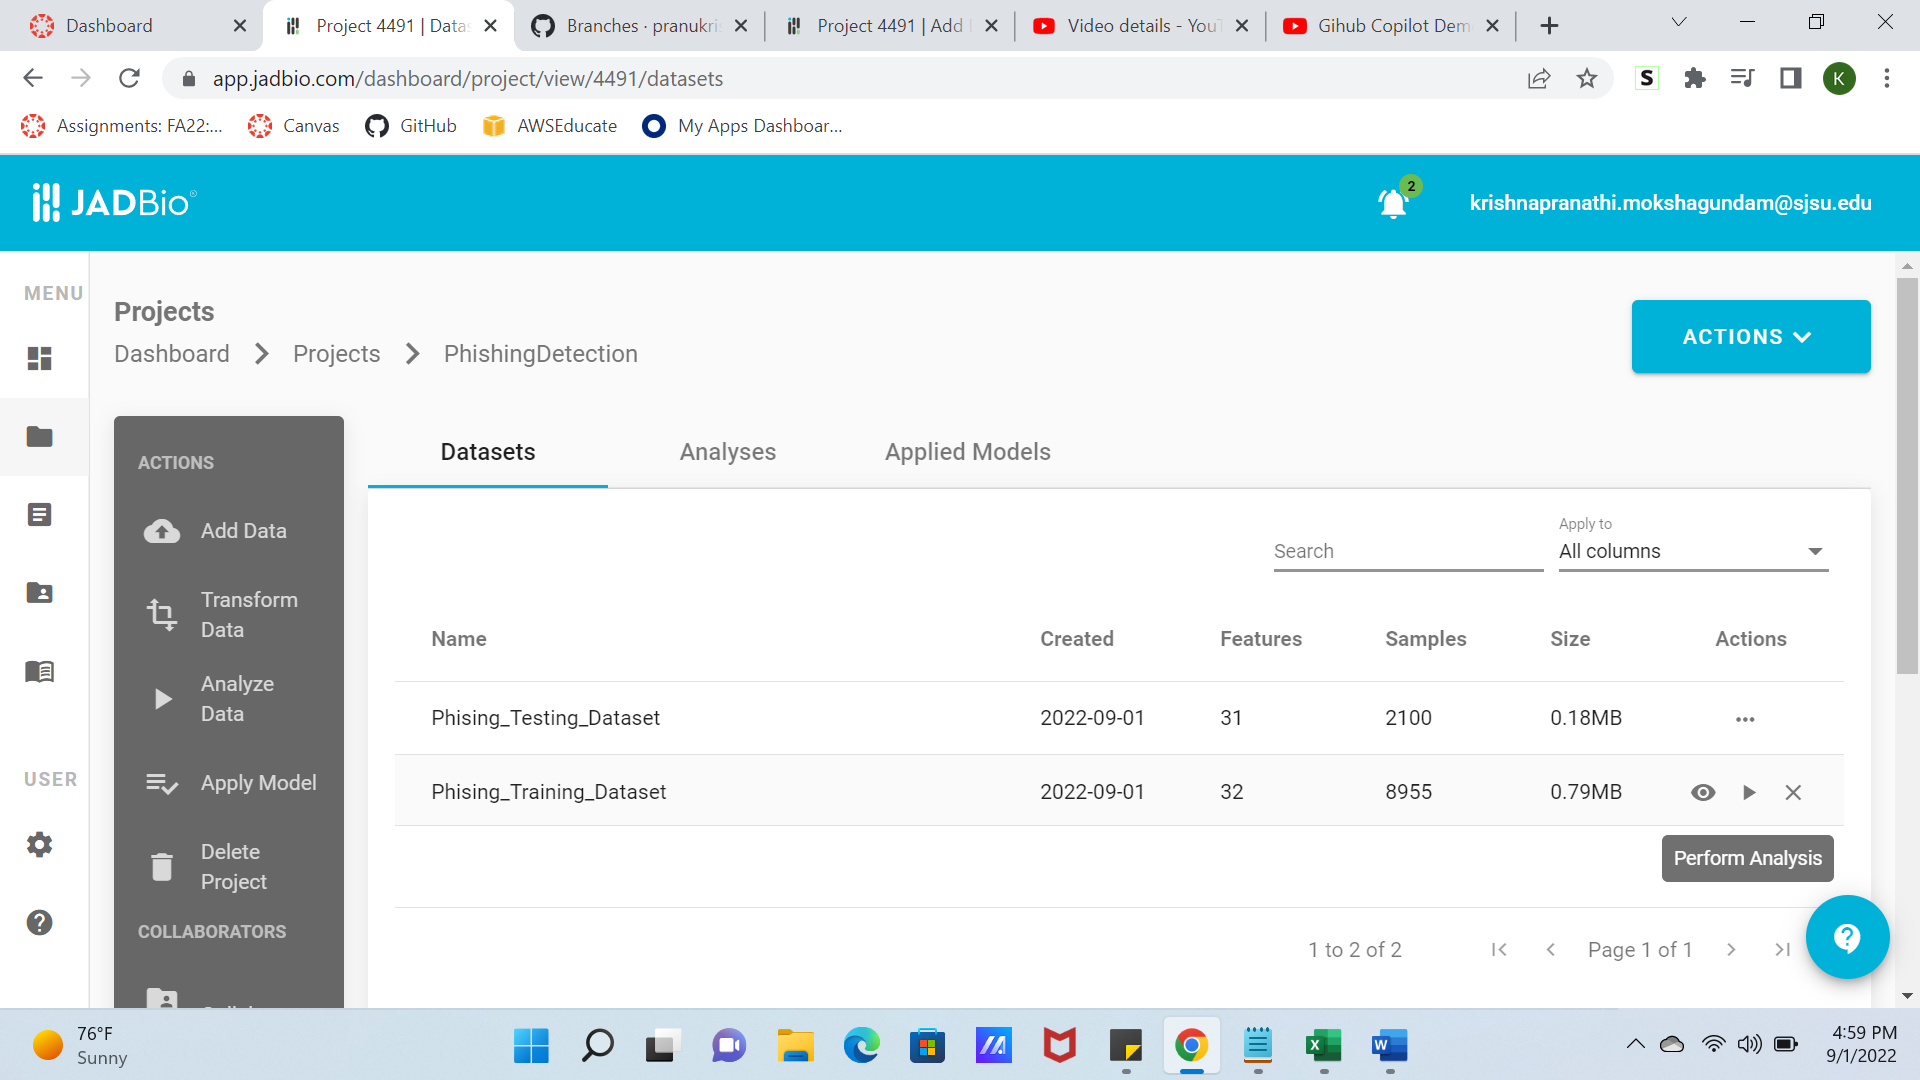 Dashboard
Project 4491 | Datas
Branches · pranukris
Project 4491 | Add
Video details - YouT
Gihub Copilot Dem
app.jadbio.com/dashboard/project/view/4491/datasets
S
K
Assignments: FA22:...
Canvas
GitHub
AWSEducate
My Apps Dashboar...
JADBio
2
krishnapranathi.mokshagundam@sjsu.edu
MENU
Projects
Dashboard
Projects
PhishingDetection
ACTIONS
ACTIONS
Add Data
Transform
Data
Analyze
Data
Apply Model
Delete
Project
COLLABORATORS
USER
Datasets
Analyses
Applied Models
Search
Apply to
All columns
Name Created Features Samples Size Actions
Phising_Testing_Dataset 2022-09-01 31 2100 0.18MB
Phising_Training_Dataset 2022-09-01 32 8955 0.79MB
Perform Analysis
1 to 2 of 2
Page 1 of 1
76°F
Sunny
4:59 PM
9/1/2022